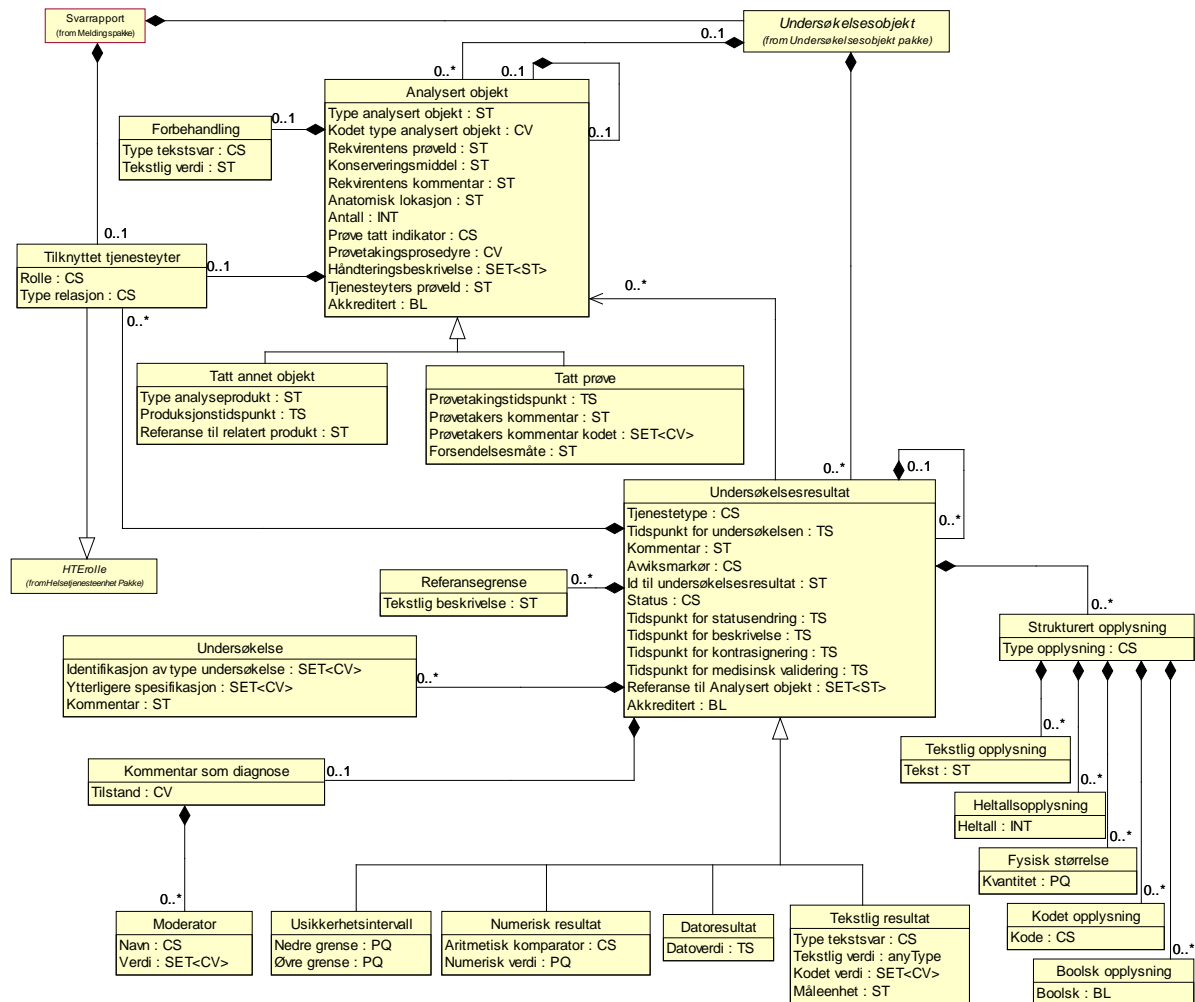 Svarrapport
(from Meldingspakke)
Undersøkelsesobjekt
(from Undersøkelsesobjekt pakke)
0..1
0..*
0..1
0..1
Analysert objekt
Type analysert objekt : ST
Kodet type analysert objekt : CV
Rekvirentens prøveId : ST
Konserveringsmiddel : ST
Rekvirentens kommentar : ST
Anatomisk lokasjon : ST
Antall : INT
Prøve tatt indikator : CS
Prøvetakingsprosedyre : CV
Håndteringsbeskrivelse : SET<ST>
Tjenesteyters prøveId : ST
Akkreditert : BL
0..1
Forbehandling
Type tekstsvar : CS
Tekstlig verdi : ST
0..1
Tilknyttet tjenesteyter
Rolle : CS
Type relasjon : CS
0..1
0..*
0..*
Tatt annet objekt
Type analyseprodukt : ST
Produksjonstidspunkt : TS
Referanse til relatert produkt : ST
Tatt prøve
Prøvetakingstidspunkt : TS
Prøvetakers kommentar : ST
Prøvetakers kommentar kodet : SET<CV>
Forsendelsesmåte : ST
0..*
0..1
0..*
Undersøkelsesresultat
Tjenestetype : CS
Tidspunkt for undersøkelsen : TS
Kommentar : ST
Avviksmarkør : CS
Id til undersøkelsesresultat : ST
Status : CS
Tidspunkt for statusendring : TS
Tidspunkt for beskrivelse : TS
Tidspunkt for kontrasignering : TS
Tidspunkt for medisinsk validering : TS
Referanse til Analysert objekt : SET<ST>
Akkreditert : BL
HTErolle
(from Helsetjenesteenhet Pakke)
Referansegrense
Tekstlig beskrivelse : ST
0..*
Undersøkelse
Identifikasjon av type undersøkelse : SET<CV>
Ytterligere spesifikasjon : SET<CV>
Kommentar : ST
0..*
0..*
Strukturert opplysning
Type opplysning : CS
0..*
Tekstlig opplysning
Tekst : ST
0..*
Heltallsopplysning
Heltall : INT
0..*
Fysisk størrelse
Kvantitet : PQ
0..*
Kodet opplysning
Kode : CS
0..*
Boolsk opplysning
Boolsk : BL
Kommentar som diagnose
Tilstand : CV
0..1
0..*
Moderator
Navn : CS
Verdi : SET<CV>
Usikkerhetsintervall
Nedre grense : PQ
Øvre grense : PQ
Numerisk resultat
Aritmetisk komparator : CS
Numerisk verdi : PQ
Datoresultat
Datoverdi : TS
Tekstlig resultat
Type tekstsvar : CS
Tekstlig verdi : anyType
Kodet verdi : SET<CV>
Måleenhet : ST